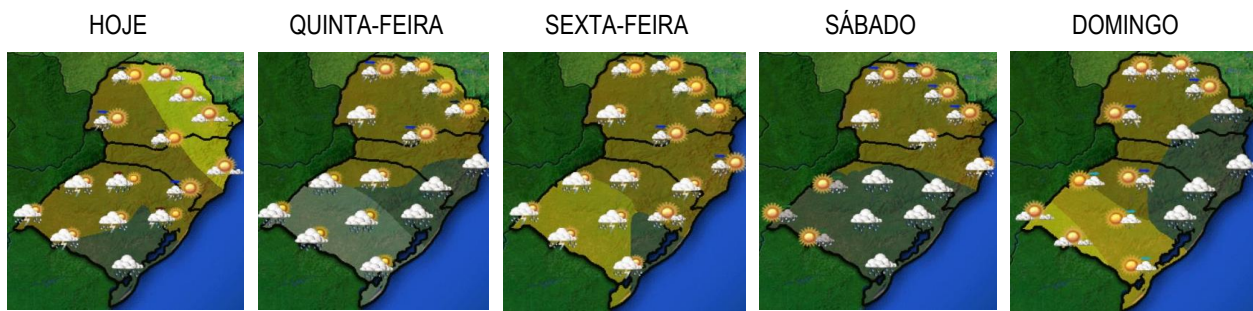 HOJE
QUINTA-FEIRA
SEXTA-FEIRA
SÁBADO
DOMINGO